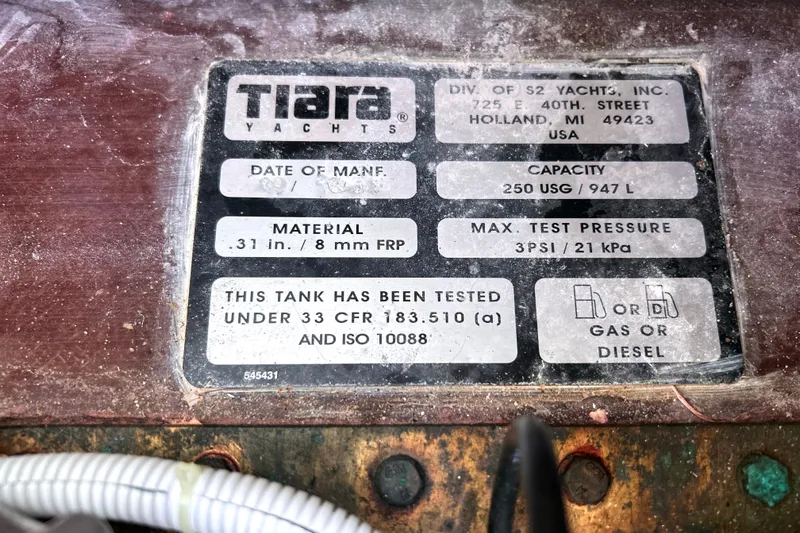 Tiara®
YACHTS
DIV. OF S2 YACHTS, INC.
725 E. 40TH. STREET
HOLLAND, MI 49423
USA
DATE OF MANF.
/
CAPACITY
250 USG / 947 L
MATERIAL
.31 in. / 8 mm FRP
MAX. TEST PRESSURE
3PSI / 21 kPa
THIS TANK HAS BEEN TESTED
UNDER 33 CFR 183.510 (a)
AND ISO 10088
OR D
GAS OR
DIESEL
545431